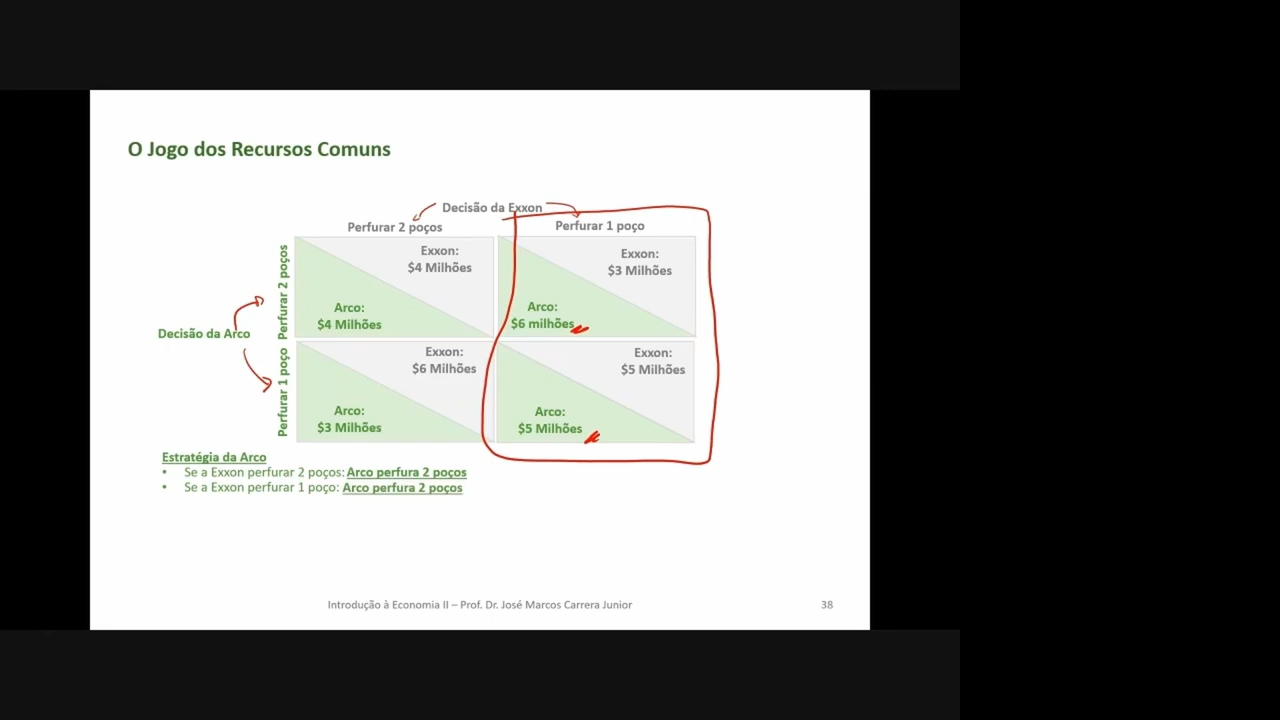 O Jogo dos Recursos Comuns
Decisão da Exxon
Perfurar 2 poços
Perfurar 1 poço
Decisão da Arco
Perfurar 2 poços
Exxon:
$4 Milhões
Arco:
$4 Milhões
Exxon:
$3 Milhões
Arco:
$6 milhões
Perfurar 1 poço
Exxon:
$6 Milhões
Arco:
$3 Milhões
Exxon:
$5 Milhões
Arco:
$5 Milhões
Estratégia da Arco
• Se a Exxon perfurar 2 poços: Arco perfura 2 poços
• Se a Exxon perfurar 1 poço: Arco perfura 2 poços
Introdução à Economia II – Prof. Dr. José Marcos Carrera Junior
38